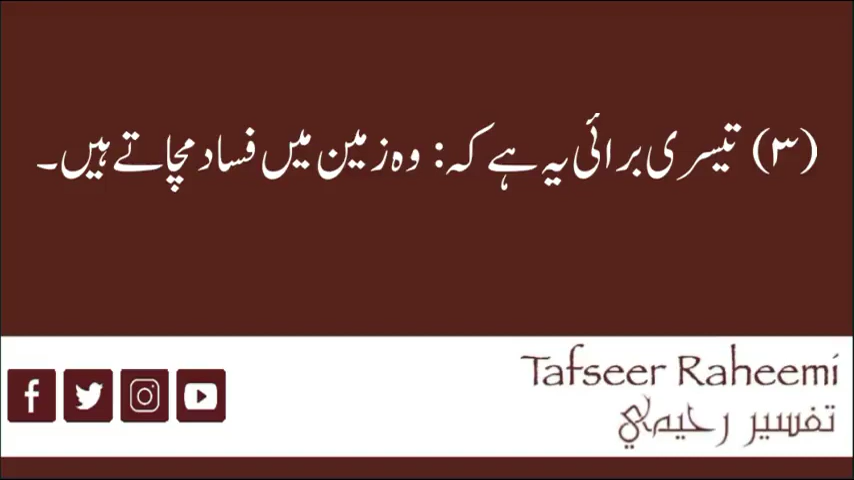 (۳) تیسری برائی یہ ہے کہ: وہ زمین میں فساد مچاتے ہیں۔
Tafseer Raheemi
تفسير رحيمي